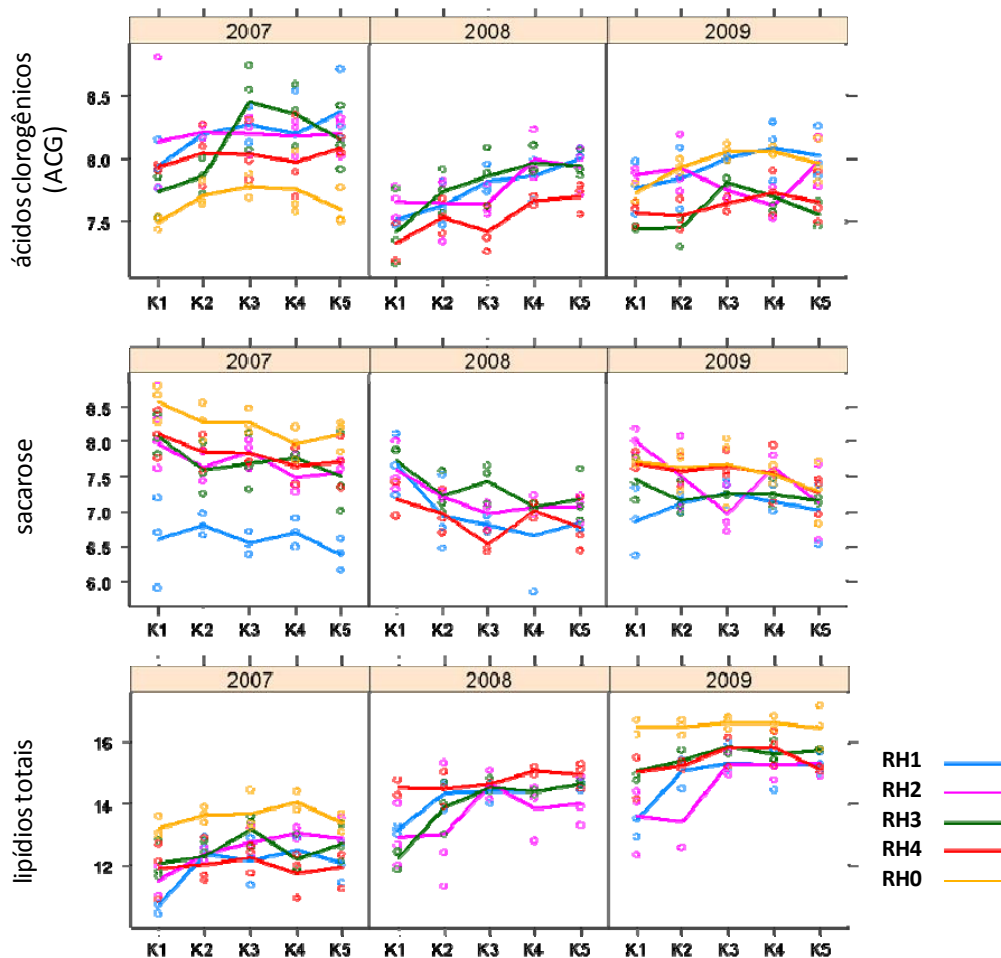 2007 2008 2009
ácidos clorogênicos
(ACG)
8.5
8.0
7.5
K1 K2 K3 K4 K5 K1 K2 K3 K4 K5 K1 K2 K3 K4 K5
2007 2008 2009
sacarose
8.5
8.0
7.5
7.0
6.5
6.0
K1 K2 K3 K4 K5 K1 K2 K3 K4 K5 K1 K2 K3 K4 K5
2007 2008 2009
lipídios totais
16
14
12
K1 K2 K3 K4 K5 K1 K2 K3 K4 K5 K1 K2 K3 K4 K5
RH1
RH2
RH3
RH4
RH0